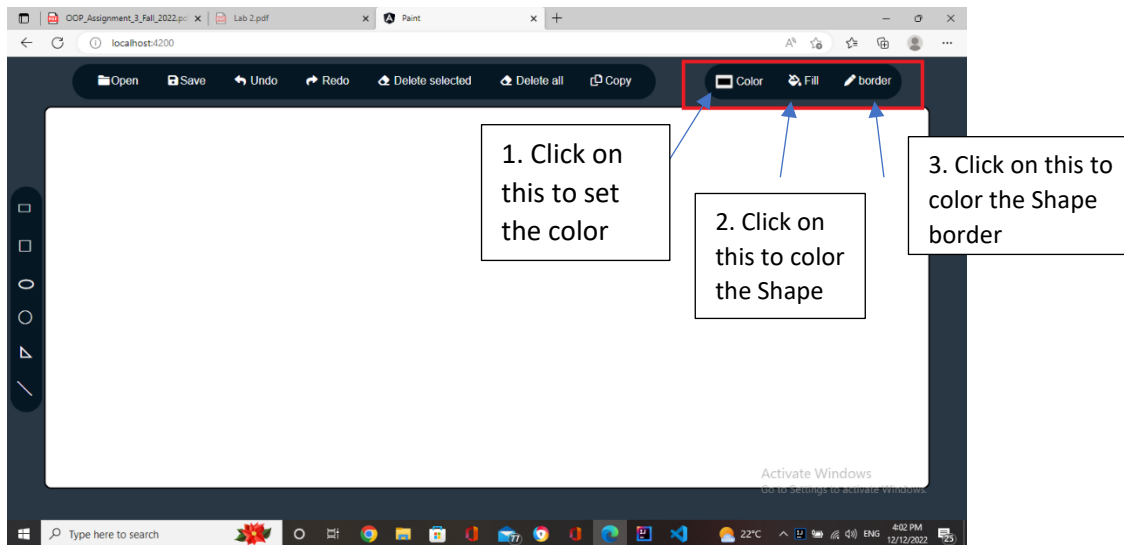 OOP_Assignment_3_Fall_2022.pd
Lab 2.pdf
Paint
localhost:4200
Open Save Undo Redo Delete selected Delete all Copy Color Fill border
1. Click on
this to set
the color
2. Click on
this to color
the Shape
3. Click on this to
color the Shape
border
Activate Windows
Go to Settings to activate Windows.
Type here to search
77
22°C
ENG
4:02 PM
12/12/2022
25